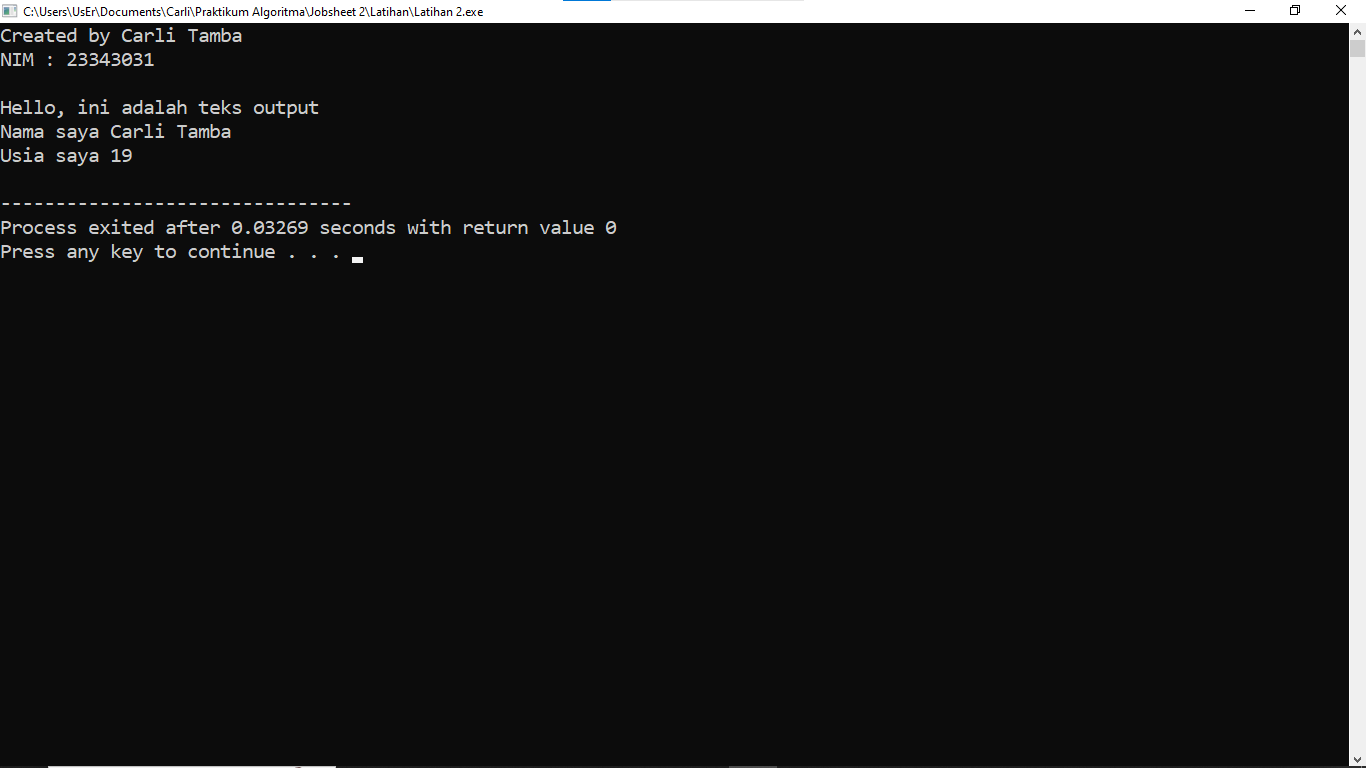 C:\Users\UsEr\Documents\Carli\Praktikum Algoritma\Jobsheet 2\Latihan\Latihan 2.exe
Created by Carli Tamba
NIM : 23343031
Hello, ini adalah teks output
Nama saya Carli Tamba
Usia saya 19
--------------------------------
Process exited after 0.03269 seconds with return value 0
Press any key to continue . . .